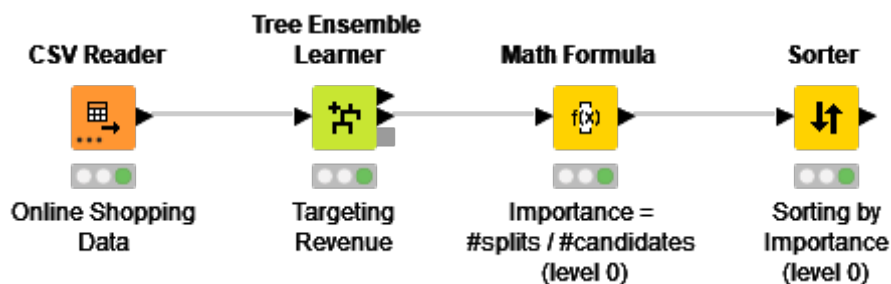 CSV Reader
Tree Ensemble
Learner
Math Formula
Sorter
f(x)
Online Shopping
Data
Targeting
Revenue
Importance =
#splits / #candidates
(level 0)
Sorting by
Importance
(level 0)